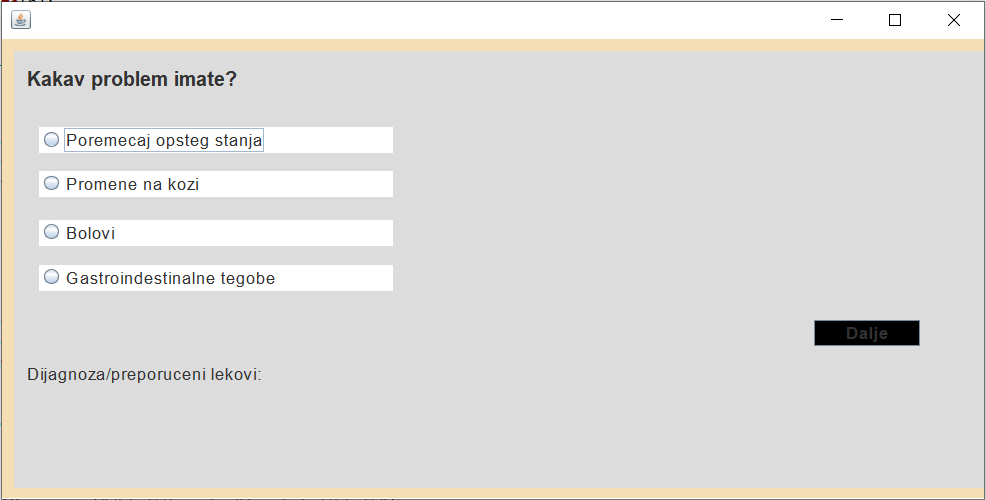 Kakav problem imate?
Poremecaj opsteg stanja
Promene na kozi
Bolovi
Gastroindestinalne tegobe
Dalje
Dijagnoza/preporuceni lekovi: